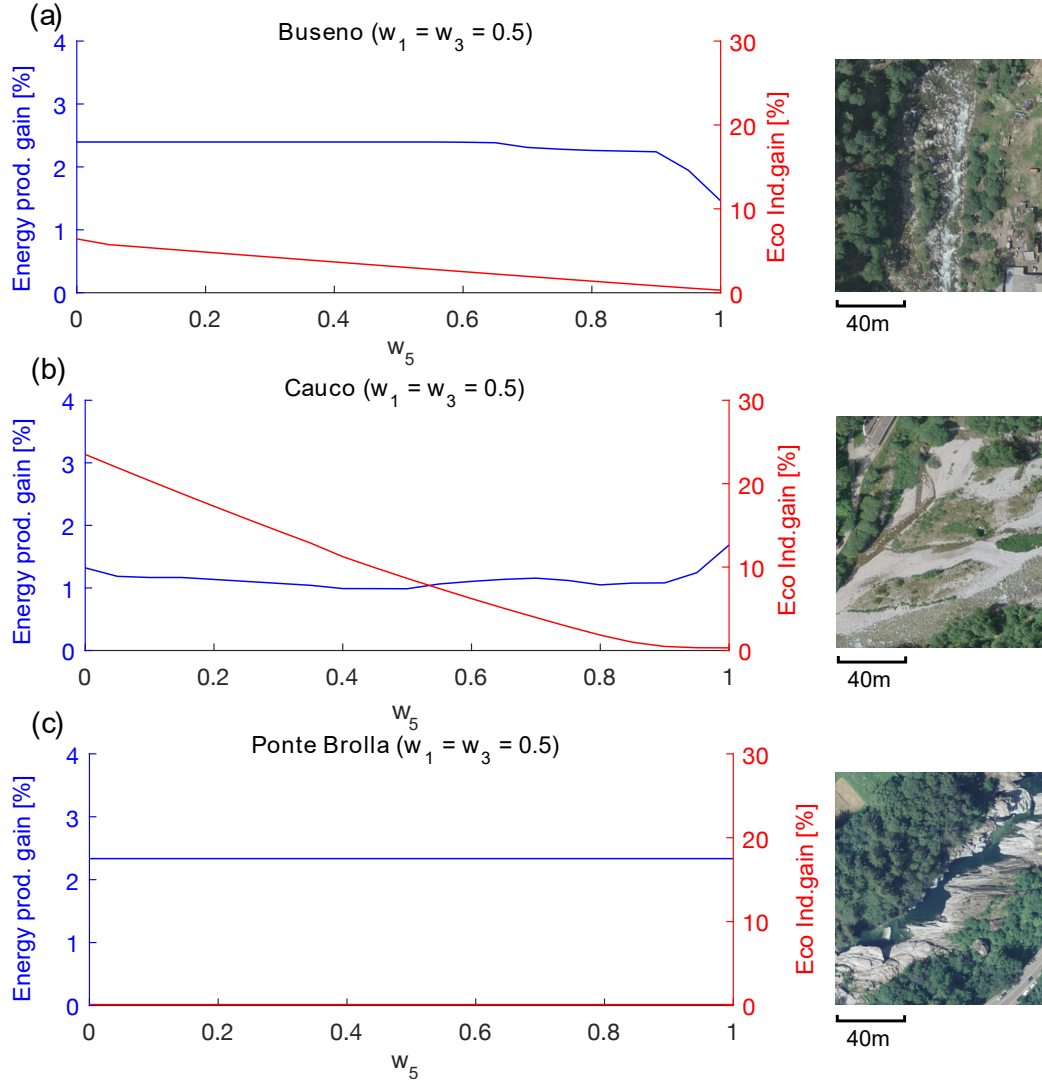 (a)
Buseno (w1 = w3 = 0.5)
Energy prod. gain [%]
4
3
2
1
0
30
20
10
0
Eco Ind.gain [%]
0 0.2 0.4 0.6 0.8 1
w5
40m
(b)
Cauco (w1 = w3 = 0.5)
Energy prod. gain [%]
4
3
2
1
0
30
20
10
0
Eco Ind.gain [%]
0 0.2 0.4 0.6 0.8 1
w5
40m
(c)
Ponte Brolla (w1 = w3 = 0.5)
Energy prod. gain [%]
4
3
2
1
0
30
20
10
0
Eco Ind.gain [%]
0 0.2 0.4 0.6 0.8 1
w5
40m